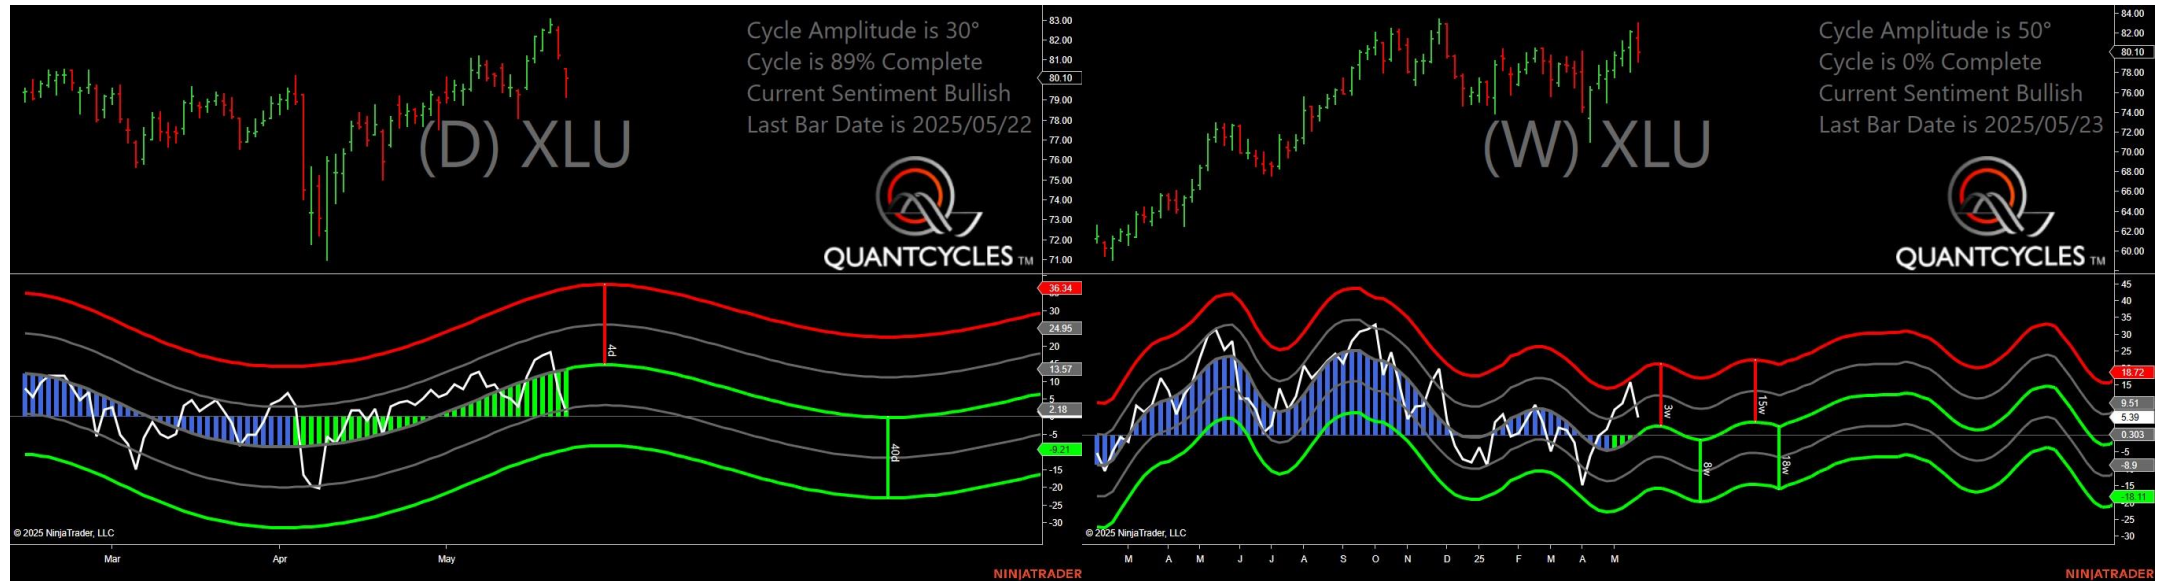 Cycle Amplitude is 30°
Cycle is 89% Complete
Current Sentiment Bullish
Last Bar Date is 2025/05/22
(D) XLU
QUANTCYCLES TM
83.00
82.00
81.00
80.10
79.00
78.00
77.00
76.00
75.00
74.00
73.00
72.00
71.00
36.34
30
24.95
20
13.57
10
5
2.18
-5
-9.21
-15
-20
-25
-30
4d
40d
© 2025 NinjaTrader, LLC
Mar Apr May
NINJATRADER
Cycle Amplitude is 50°
Cycle is 0% Complete
Current Sentiment Bullish
Last Bar Date is 2025/05/23
(W) XLU
QUANTCYCLES TM
84.00
82.00
80.10
78.00
76.00
74.00
72.00
70.00
68.00
66.00
64.00
62.00
60.00
45
40
35
30
25
18.72
15
9.51
5.39
0.303
-5
-8.9
-15
-18.11
-25
-30
3w
15w
8w
18w
© 2025 NinjaTrader, LLC
M A M J J A S O N D 25 F M A M
NINJATRADER